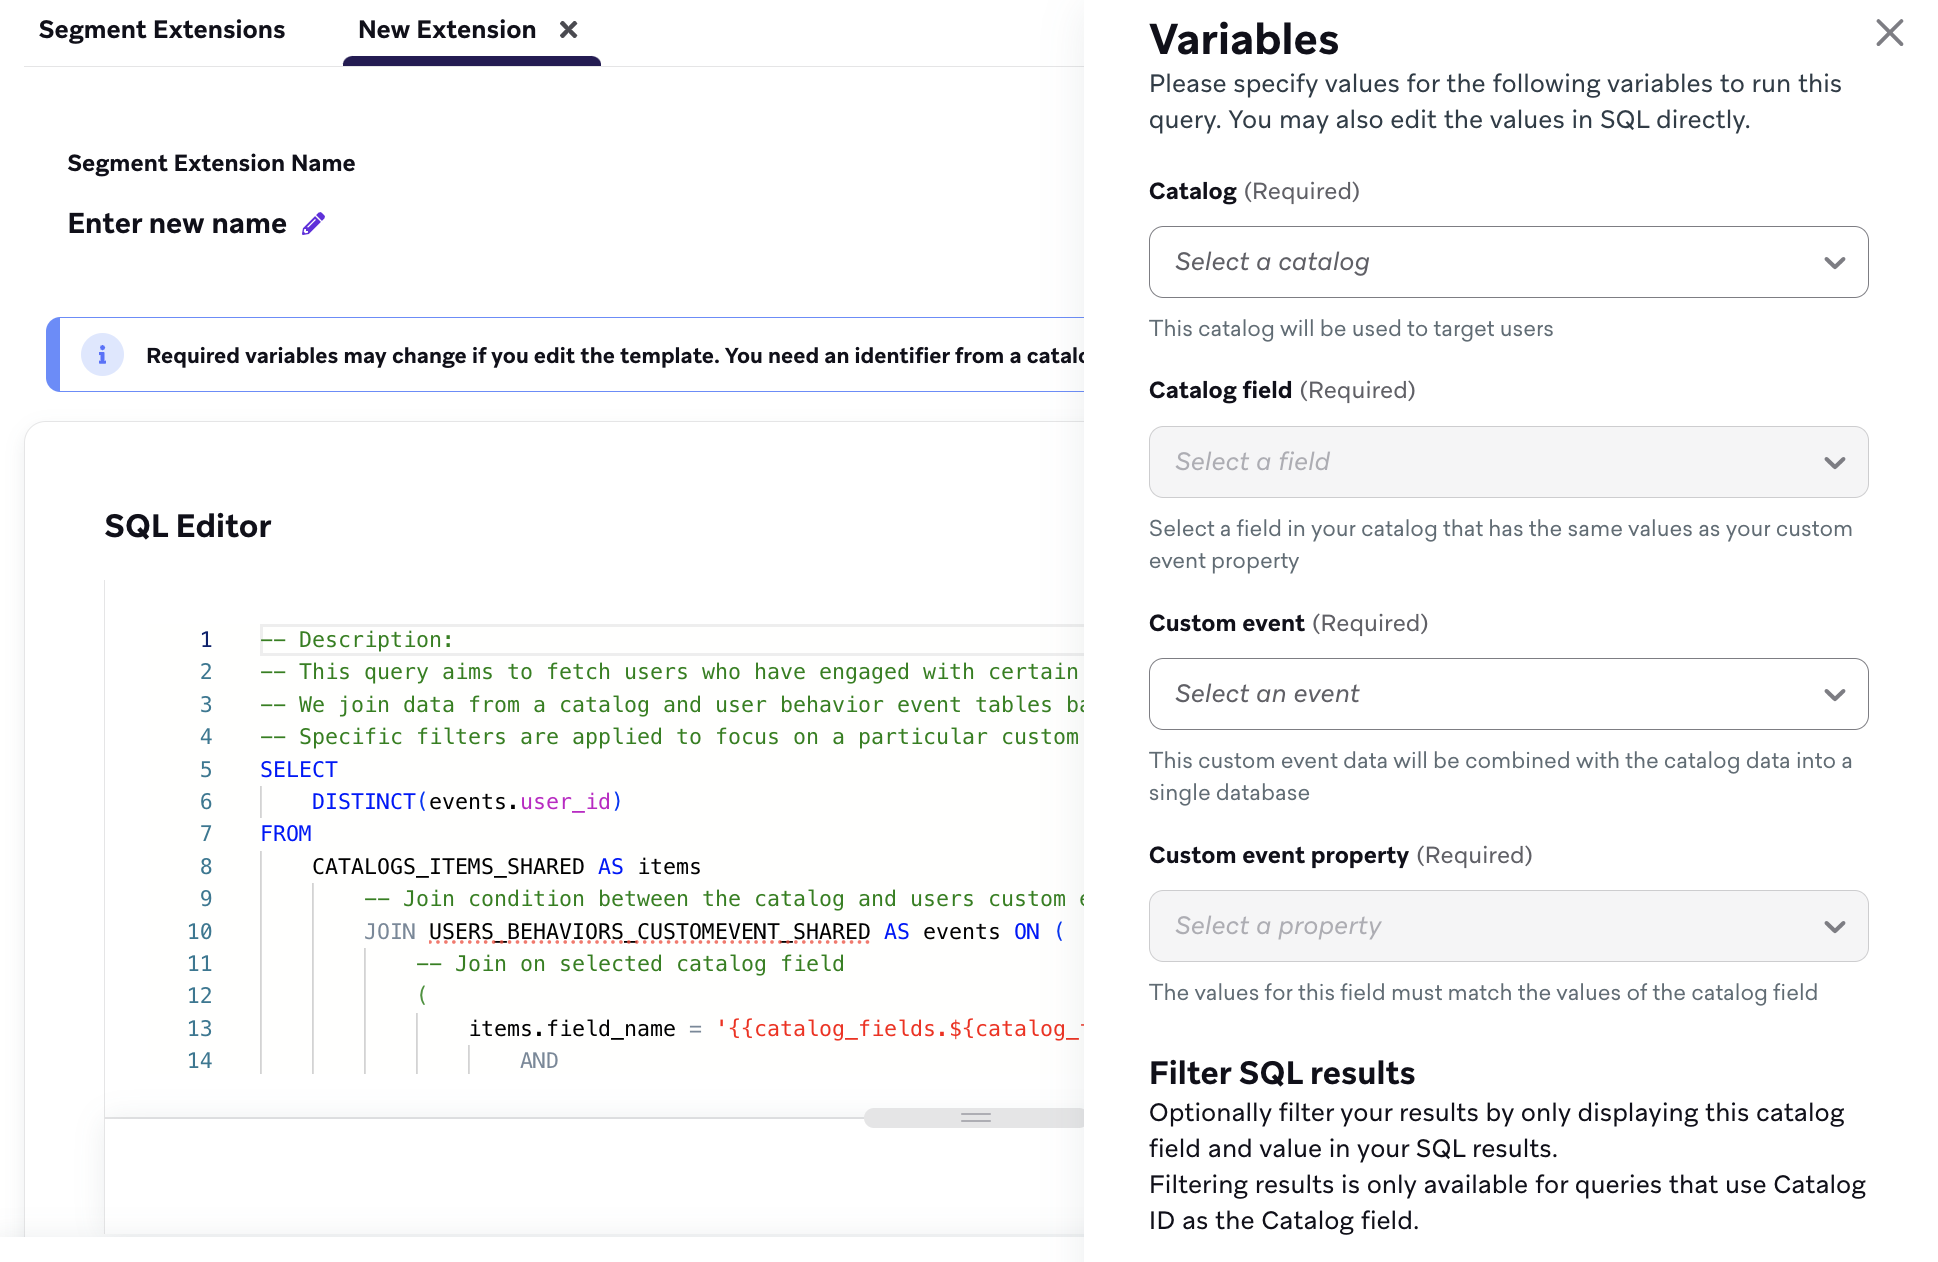 Segment Extensions
New Extension
Segment Extension Name
Enter new name
Required variables may change if you edit the template. You need an identifier from a
SQL Editor
1 -- Description:
2 -- This query aims to fetch users who have engaged with certain
3 -- We join data from a catalog and user behavior event tables
4 -- Specific filters are applied to focus on a particular custom
5 SELECT
6 DISTINCT(events.user_id)
7 FROM
8 CATALOGS_ITEMS_SHARED AS items
9 -- Join condition between the catalog and users custom
10 JOIN USERS_BEHAVIORS_CUSTOMEVENT_SHARED AS events ON (
11 -- Join on selected catalog field
12 (
13 items.field_name = '{{catalog_fields.${catalog_
14 AND
Variables
Please specify values for the following variables to run this
query. You may also edit the values in SQL directly.
Catalog (Required)
Select a catalog
This catalog will be used to target users
Catalog field (Required)
Select a field
Select a field in your catalog that has the same values as your custom
event property
Custom event (Required)
Select an event
This custom event data will be combined with the catalog data into a
single database
Custom event property (Required)
Select a property
The values for this field must match the values of the catalog field
Filter SQL results
Optionally filter your results by only displaying this catalog
field and value in your SQL results.
Filtering results is only available for queries that use Catalog
ID as the Catalog field.